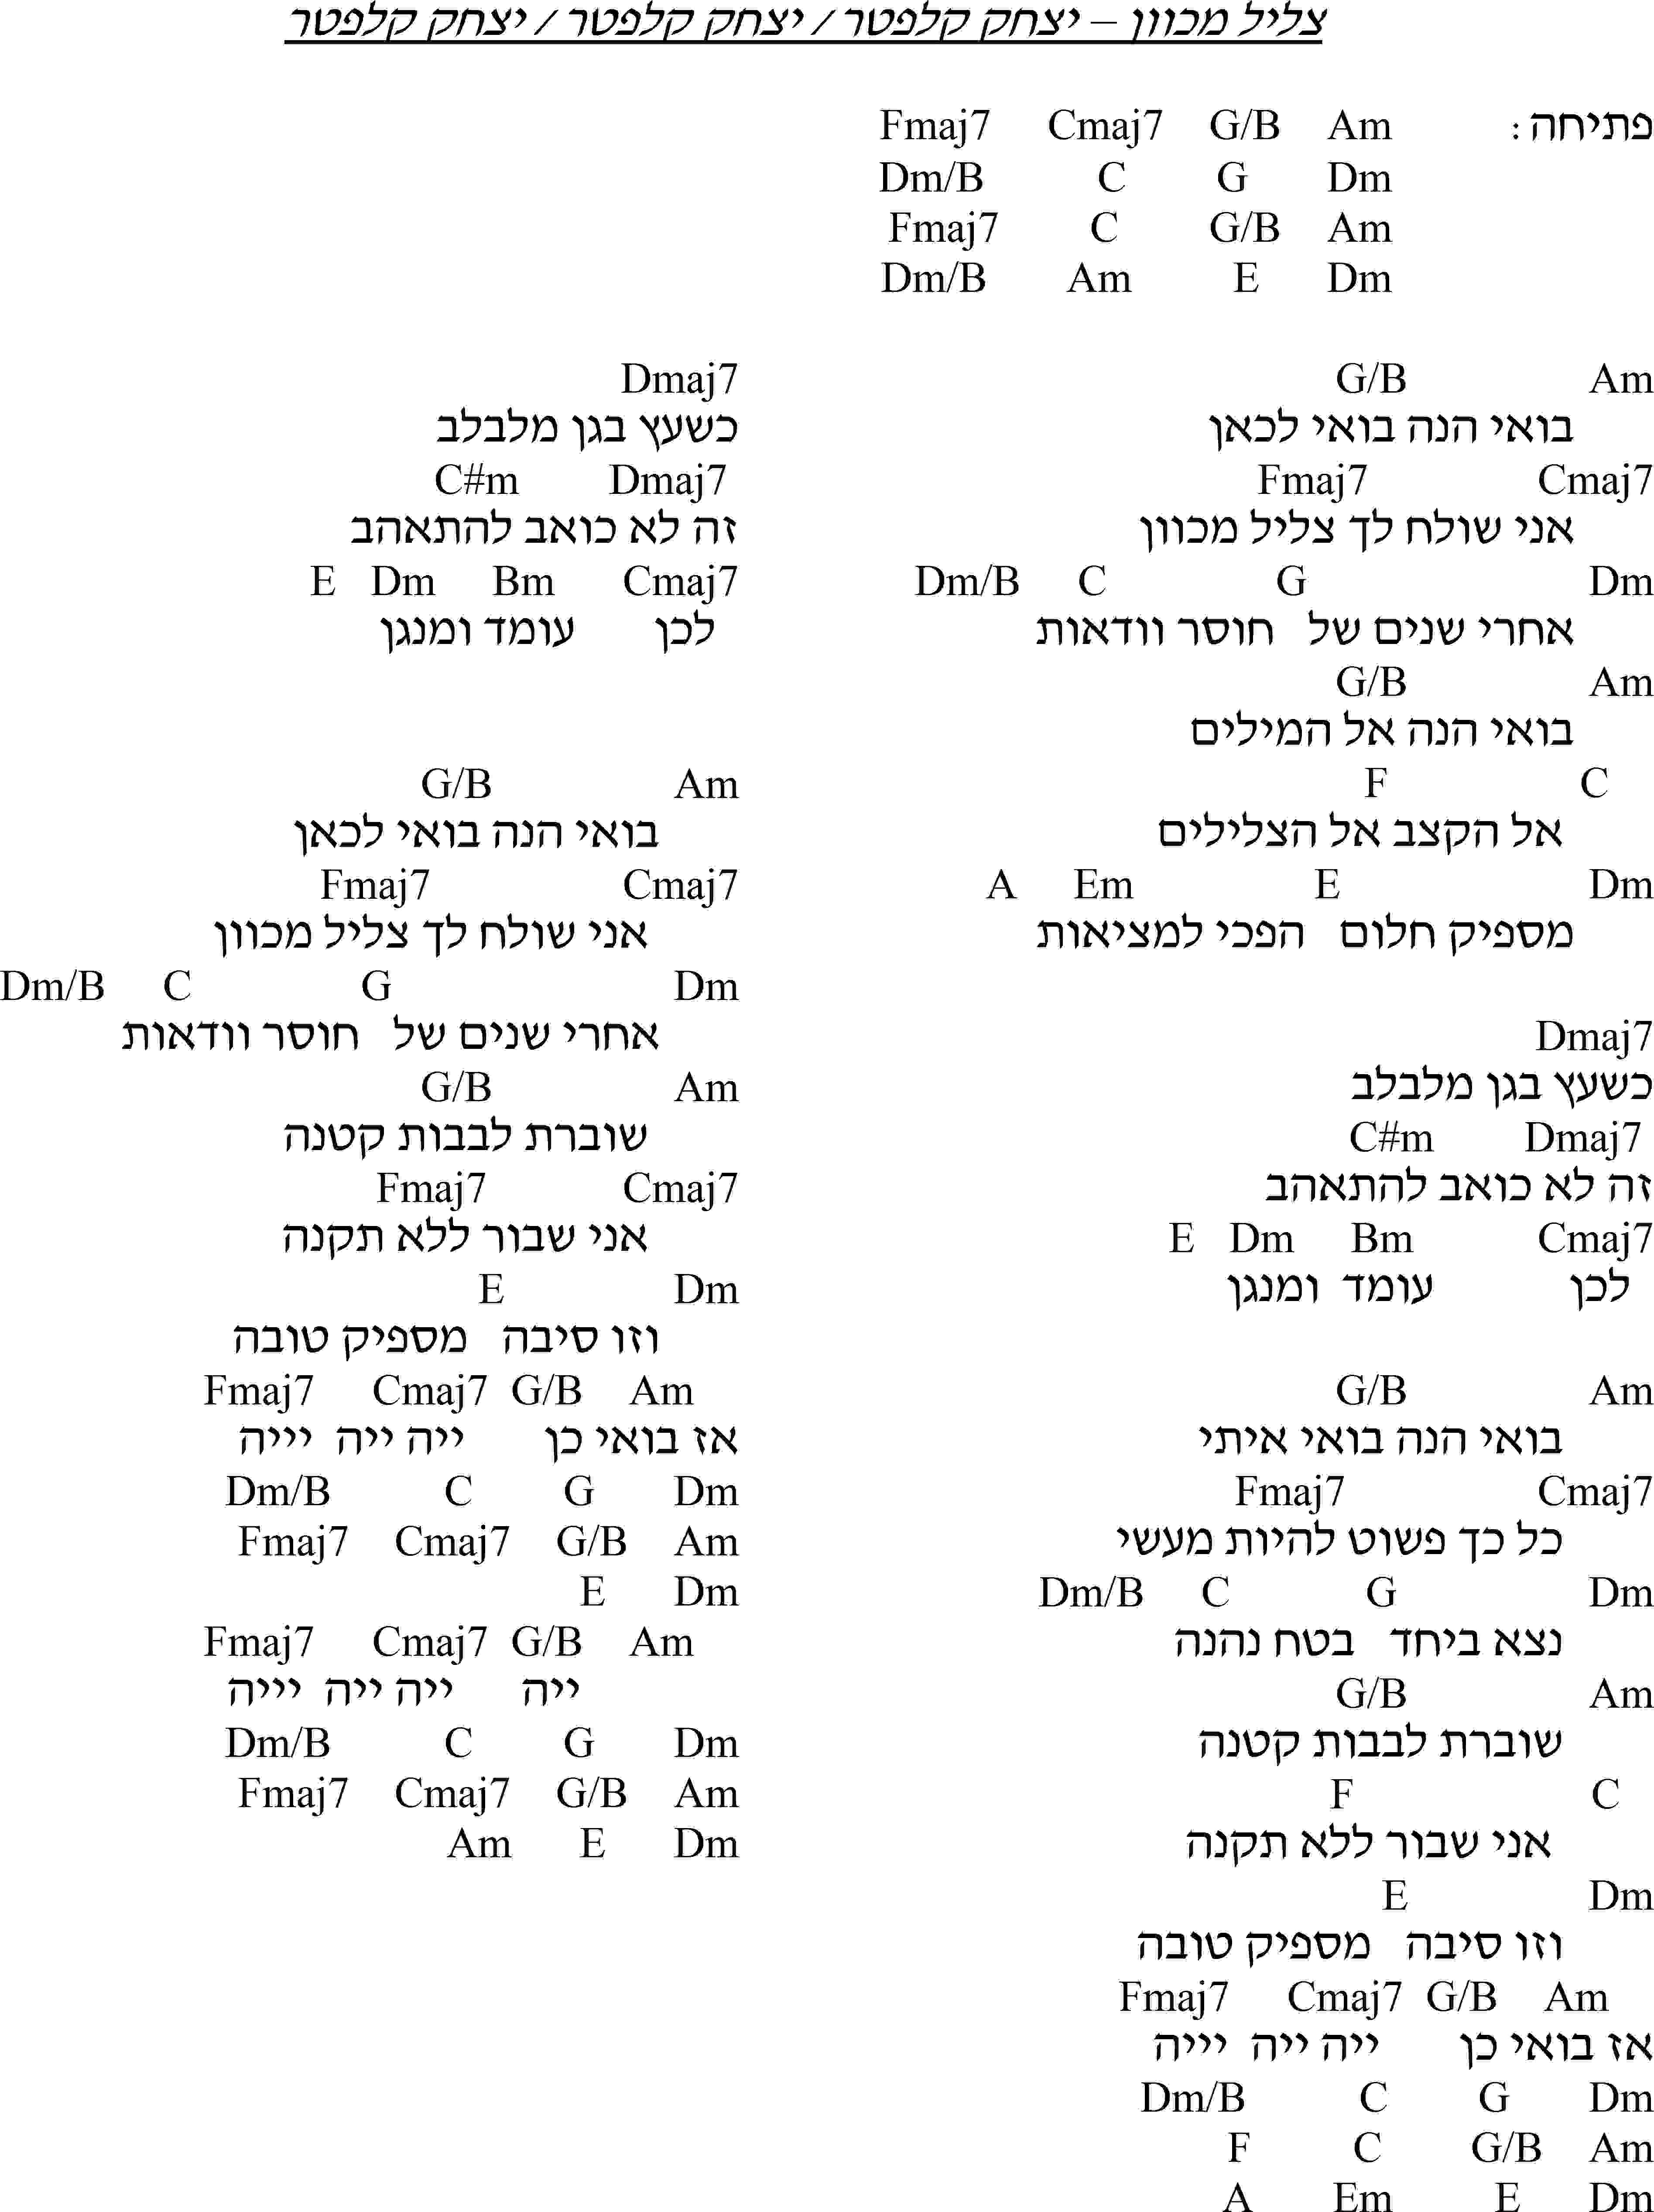 צליל מכוון – יצחק קלפטר / יצחק קלפטר / יצחק קלפטר
פתיחה: Am G/B Cmaj7 Fmaj7
Dm G C Dm/B
Am G/B C Fmaj7
Dm E Am Dm/B
Am G/B
בואי הנה בואי לכאן
Cmaj7 Fmaj7
אני שולח לך צליל מכוון
Dm G C Dm/B
אחרי שנים של חוסר וודאות
Am G/B
בואי הנה אל המילים
C F
אל הקצב אל הצלילים
Dm E Em A
מספיק חלום הפכי למציאות
Dmaj7
כשעץ בגן מלבלב
Dmaj7 C#m
זה לא כואב להתאהב
Cmaj7 Bm Dm E
לכן עומד ומנגן
Am G/B
בואי הנה בואי איתי
Cmaj7 Fmaj7
כל כך פשוט להיות מעשי
Dm G C Dm/B
נצא ביחד בטח נהנה
Am G/B
שוברת לבבות קטנה
C F
אני שבור ללא תקנה
Dm E
וזו סיבה מספיק טובה
Am G/B Cmaj7 Fmaj7
אז בואי כן ייה ייה יייה
Dm G C Dm/B
Am G/B C F
Dm E Em A
Dmaj7
כשעץ בגן מלבלב
Dmaj7 C#m
זה לא כואב להתאהב
Cmaj7 Bm Dm E
לכן עומד ומנגן
Am G/B
בואי הנה בואי לכאן
Cmaj7 Fmaj7
אני שולח לך צליל מכוון
Dm G C Dm/B
אחרי שנים של חוסר וודאות
Am G/B
שוברת לבבות קטנה
Cmaj7 Fmaj7
אני שבור ללא תקנה
Dm E
וזו סיבה מספיק טובה
Am G/B Cmaj7 Fmaj7
אז בואי כן ייה ייה יייה
Dm G C Dm/B
Am G/B Cmaj7 Fmaj7
Dm E
Am G/B Cmaj7 Fmaj7
ייה ייה ייה יייה
Dm G C Dm/B
Am G/B Cmaj7 Fmaj7
Dm E Am